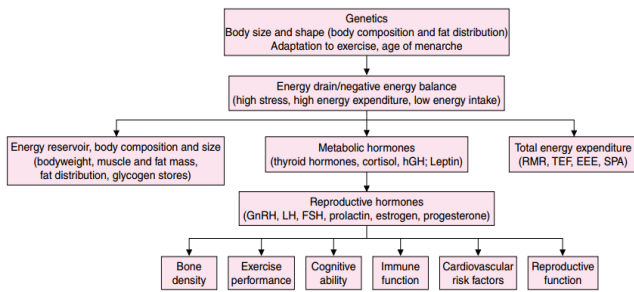 Genetics
Body size and shape (body composition and fat distribution)
Adaptation to exercise, age of menarche
Energy drain/negative energy balance
(high stress, high energy expenditure, low energy intake)
Energy reservoir, body composition and size
(bodyweight, muscle and fat mass,
fat distribution, glycogen stores)
Metabolic hormones
(thyroid hormones, cortisol, hGH; Leptin)
Total energy expenditure
(RMR, TEF, EEE, SPA)
Reproductive hormones
(GnRH, LH, FSH, prolactin, estrogen, progesterone)
Bone
density
Exercise
performance
Cognitive
ability
Immune
function
Cardiovascular
risk factors
Reproductive
function